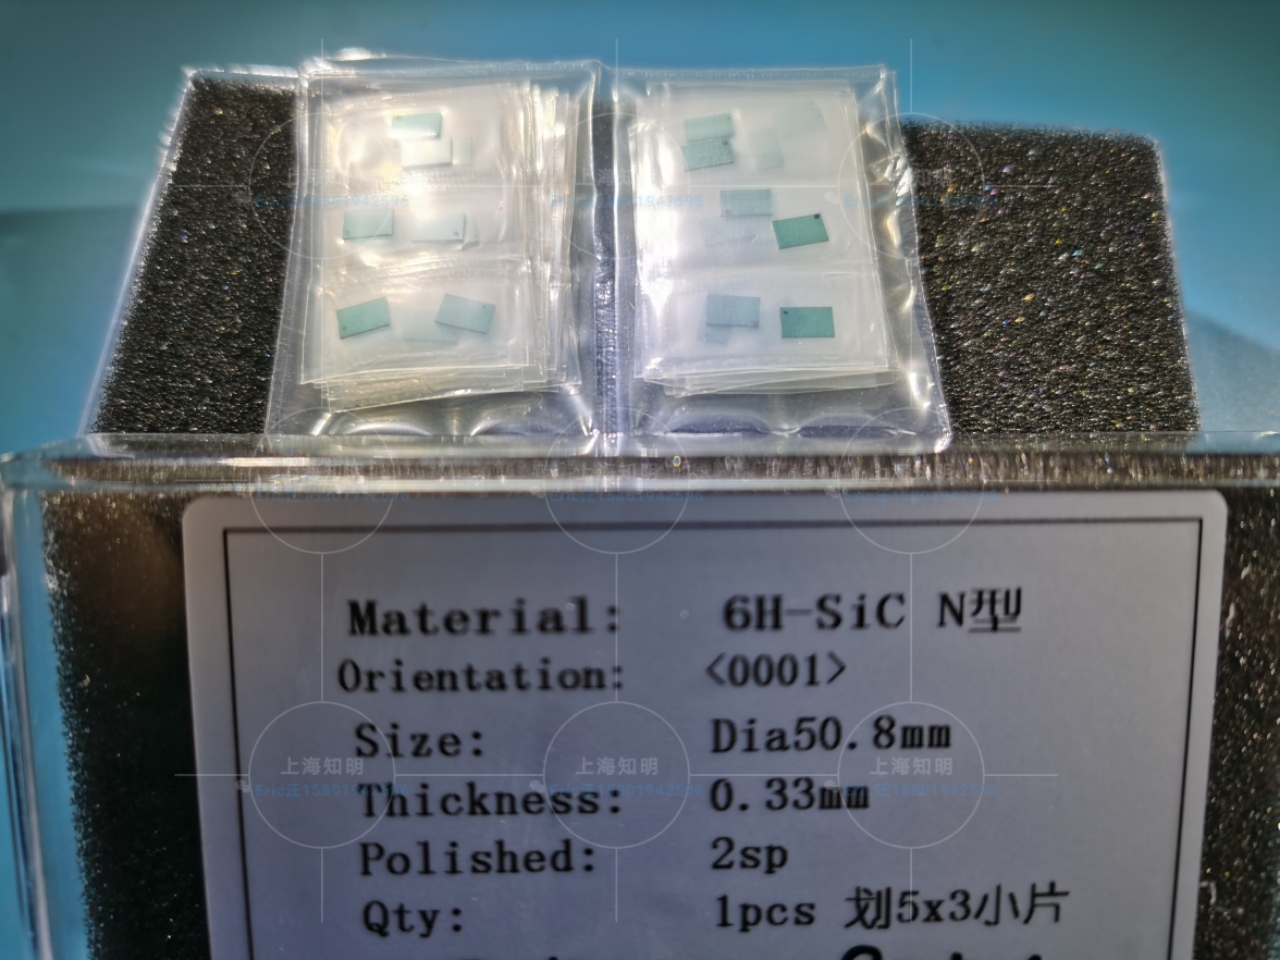 Material: 6H-SiC N型
Orientation: <0001>
Size: Dia50.8mm
上海知明 上海知明 上海知明
Thickness: 0.33mm
Polished: 2sp
Qty: 1pcs 划5x3小片